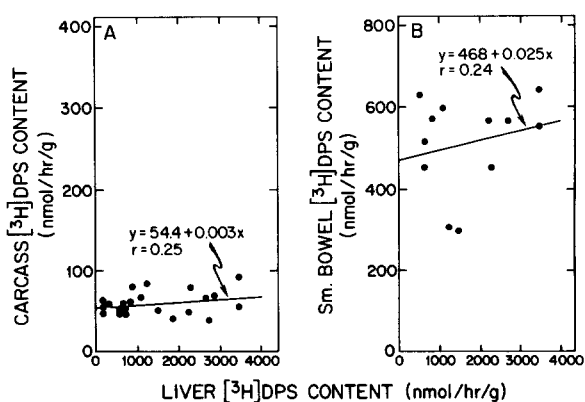 A
CARCASS [³H]DPS CONTENT
(nmol/hr/g)
400
300
200
100
0
y = 54.4+0.003x
r = 0.25
0 1000 2000 3000 4000
B
Sm. BOWEL [³H]DPS CONTENT
(nmol/hr/g)
800
600
400
200
0
y = 468+0.025x
r = 0.24
0 1000 2000 3000 4000
LIVER [³H]DPS CONTENT (nmol/hr/g)